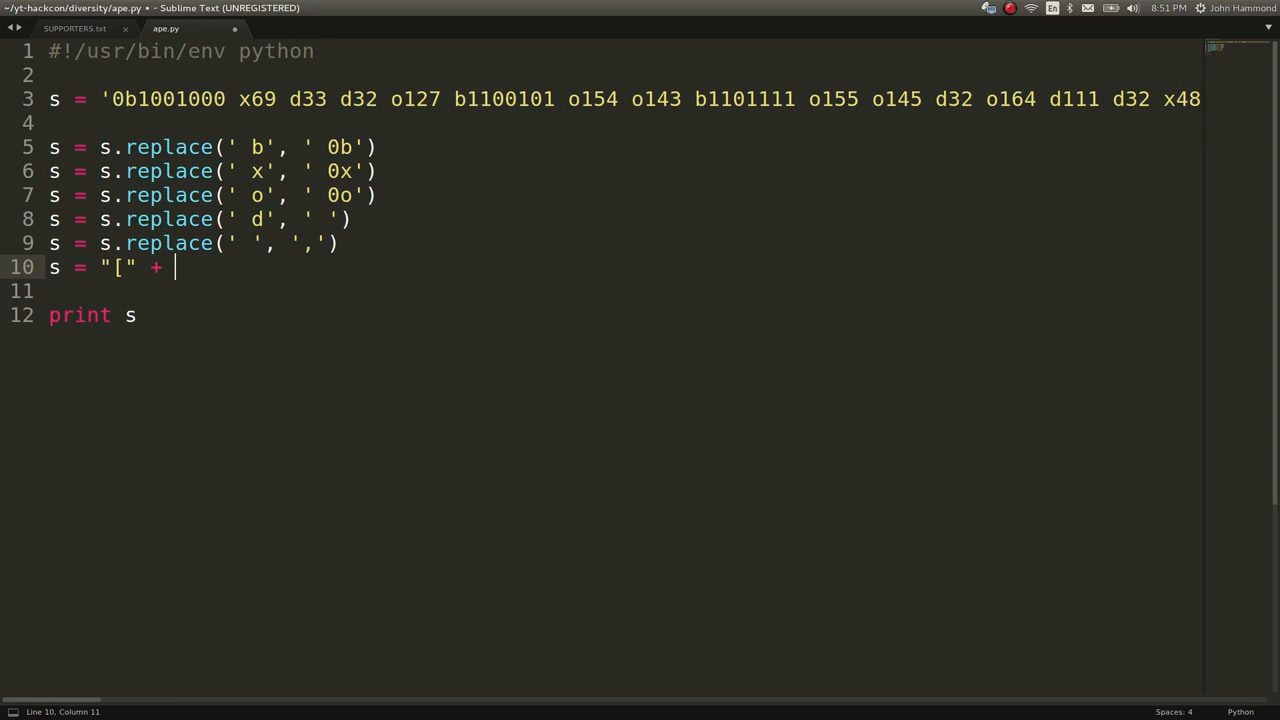 ~/yt-hackcon/diversity/ape.py • - Sublime Text (UNREGISTERED)
En
8:51 PM
John Hammond
SUPPORTERS.txt ×
ape.py
1 #!/usr/bin/env python
2
3 s = '0b1001000 x69 d33 d32 o127 b1100101 o154 o143 b1101111 o155 o145 d32 o164 d111 d32 x48
4
5 s = s.replace(' b', ' 0b')
6 s = s.replace(' x', ' 0x')
7 s = s.replace(' o', ' 0o')
8 s = s.replace(' d', ' ')
9 s = s.replace(' ', ',')
10 s = "[" +
11
12 print s
Line 10, Column 11
Spaces: 4
Python